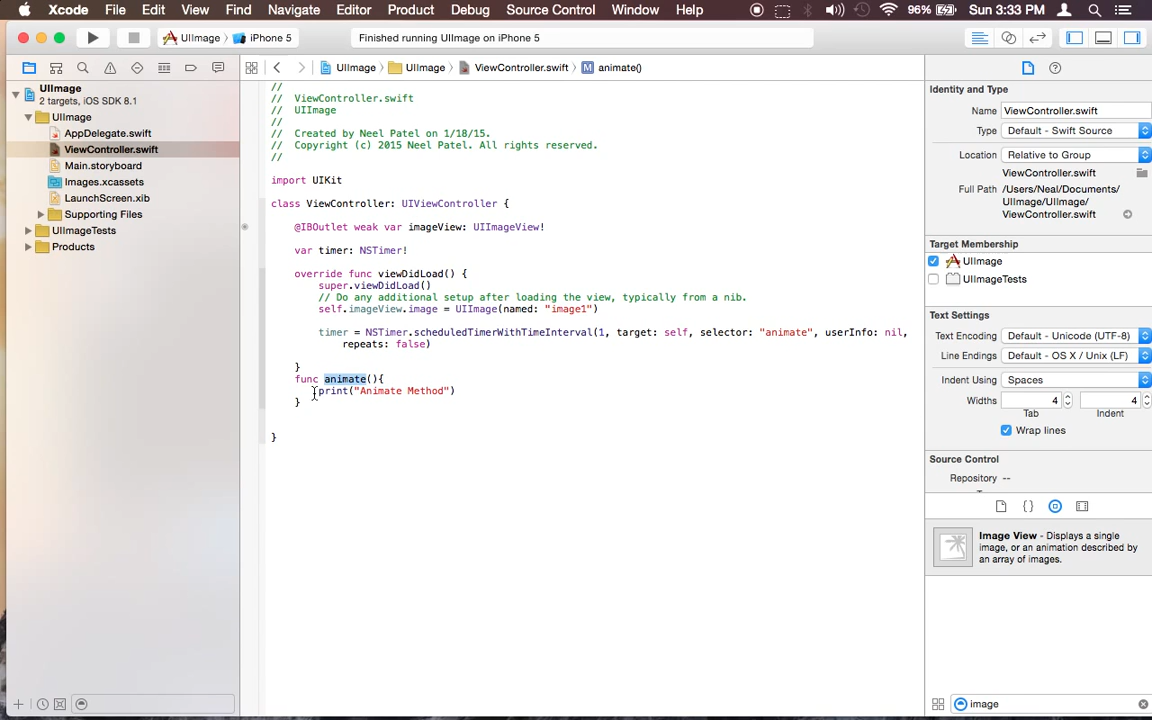 Xcode File Edit View Find Navigate Editor Product Debug Source Control Window Help 96% Sun 3:33 PM
UIImage iPhone 5 Finished running UIImage on iPhone 5
UIImage UIImage ViewController.swift M animate()
UIImage
2 targets, iOS SDK 8.1
UIImage
AppDelegate.swift
ViewController.swift
Main.storyboard
Images.xcassets
LaunchScreen.xib
Supporting Files
UIImageTests
Products
//
// ViewController.swift
// UIImage
//
// Created by Neel Patel on 1/18/15.
// Copyright (c) 2015 Neel Patel. All rights reserved.
//
import UIKit
class ViewController: UIViewController {
@IBOutlet weak var imageView: UIImageView!
var timer: NSTimer!
override func viewDidLoad() {
super.viewDidLoad()
// Do any additional setup after loading the view, typically from a nib.
self.imageView.image = UIImage(named: "image1")
timer = NSTimer.scheduledTimerWithTimeInterval(1, target: self, selector: "animate", userInfo: nil,
repeats: false)
}
func animate(){
print("Animate Method")
}
}
Identity and Type
Name ViewController.swift
Type Default - Swift Source
Location Relative to Group
ViewController.swift
Full Path /Users/Neal/Documents/
UIImage/UIImage/
ViewController.swift
Target Membership
UIImage
UIImageTests
Text Settings
Text Encoding Default - Unicode (UTF-8)
Line Endings Default - OS X / Unix (LF)
Indent Using Spaces
Widths 4 4
Tab Indent
Wrap lines
Source Control
Repository --
{ }
Image View - Displays a single
image, or an animation described by
an array of images.
image